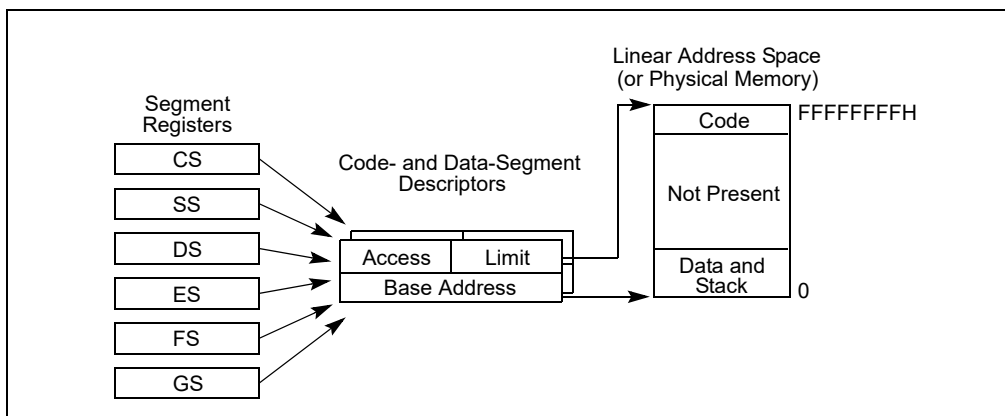 Linear Address Space
(or Physical Memory)
Segment
Registers
FFFFFFFFH
Code
CS
Code- and Data-Segment
Descriptors
SS
Not Present
DS
Access
Limit
Data and
Stack
ES
Base Address
0
FS
GS